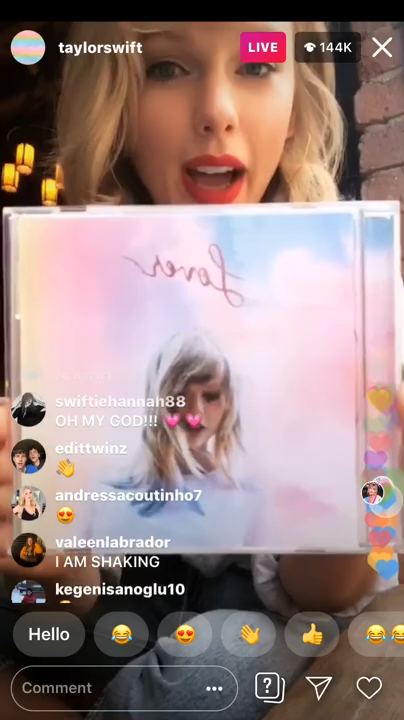 taylorswift
LIVE
144K
Lover
swiftiehannah88
OH MY GOD!!! 💗 💗
edittwinz
👋
andressacoutinho7
😍
valeenlabrador
I AM SHAKING
kegenisanoglu10
Hello 😂 😍 👋 👍 😂😂
Comment